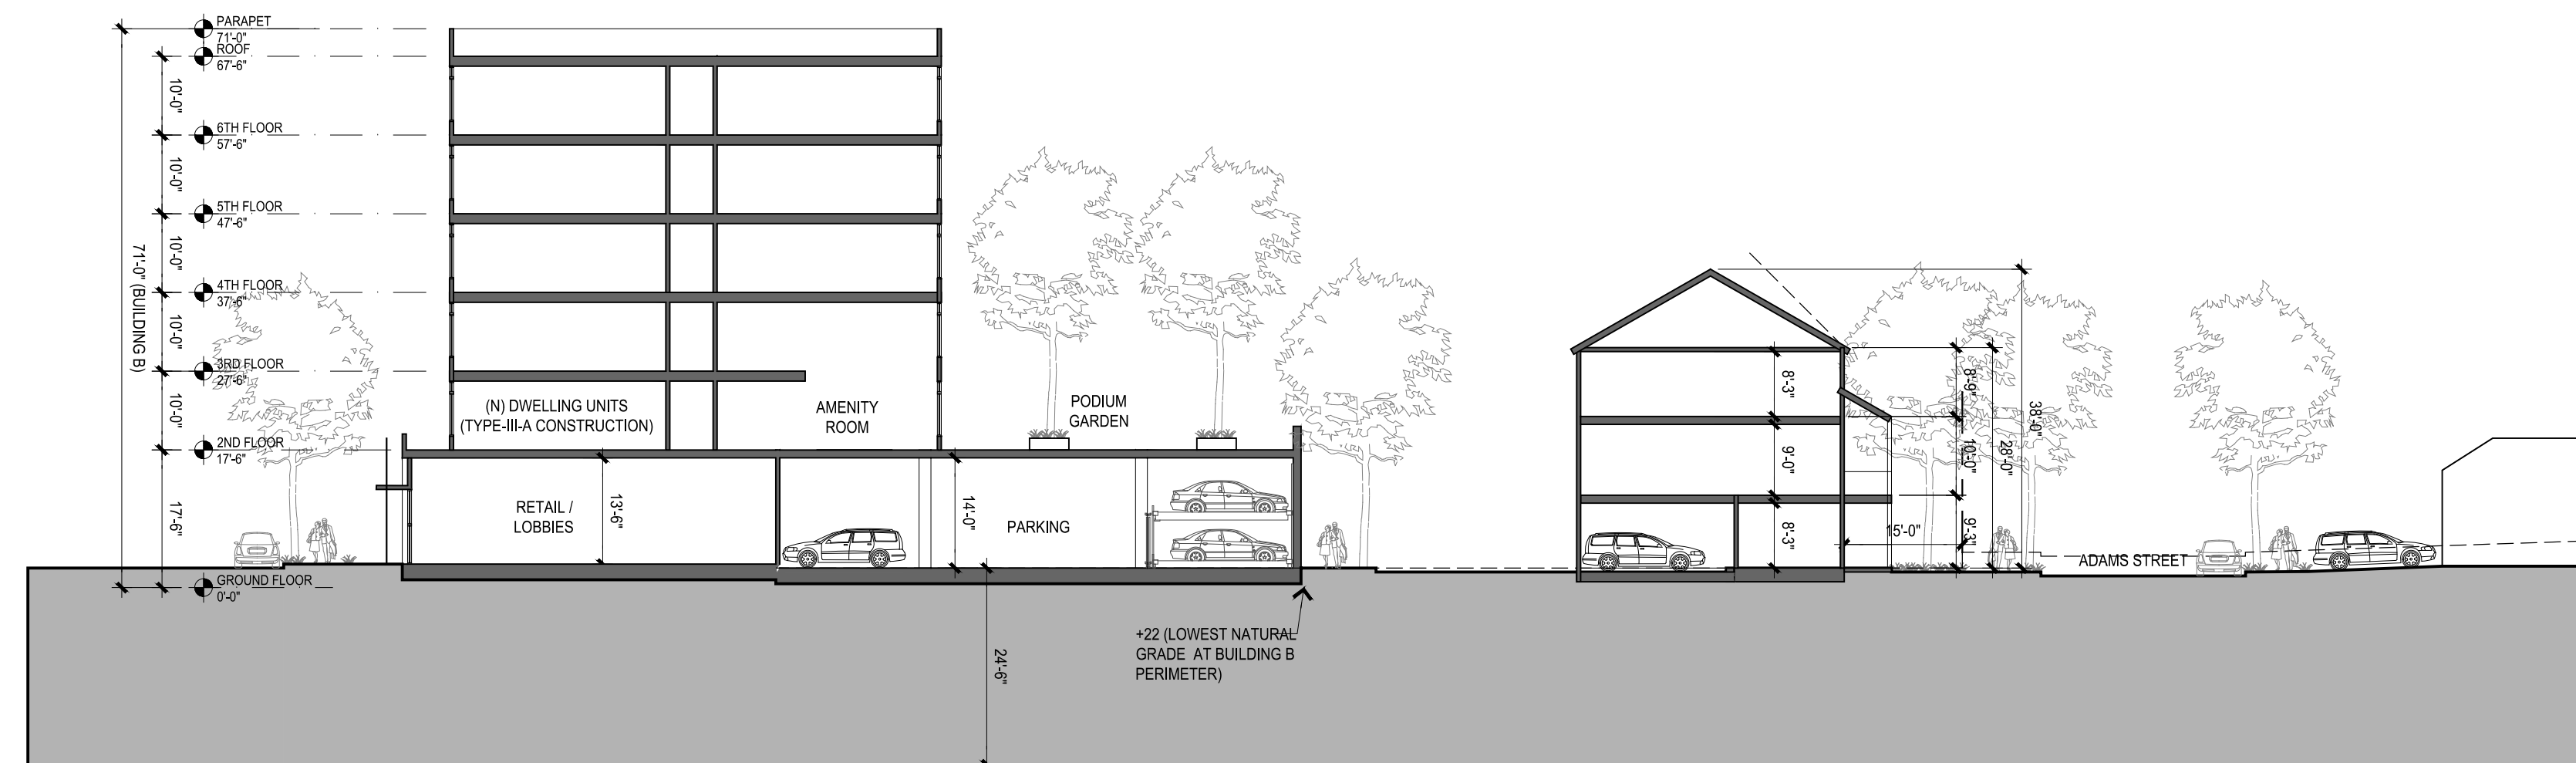 PARAPET
71'-0"
ROOF
67'-6"
10'-0"
6TH FLOOR
57'-6"
10'-0"
5TH FLOOR
47'-6"
10'-0"
71'-0" (BUILDING B)
4TH FLOOR
37'-6"
10'-0"
3RD FLOOR
27'-6"
10'-0"
2ND FLOOR
17'-6"
17'-6"
GROUND FLOOR
0'-0"
(N) DWELLING UNITS
(TYPE-III-A CONSTRUCTION)
AMENITY
ROOM
PODIUM
GARDEN
RETAIL /
LOBBIES
13'-6"
14'-0"
PARKING
24'-6"
+22 (LOWEST NATURAL
GRADE AT BUILDING B
PERIMETER)
8'-3"
9'-0"
8'-3"
15'-0"
8'-9"
10'-0"
9'-3"
28'-0"
38'-0"
ADAMS STREET